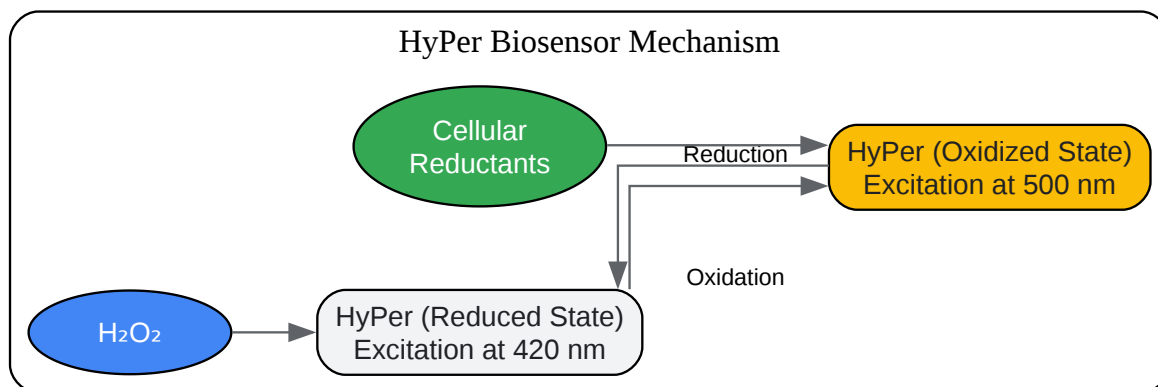 HyPer Biosensor Mechanism
Cellular
Reductants
Reduction
HyPer (Oxidized State)
Excitation at 500 nm
Oxidation
H₂O₂
HyPer (Reduced State)
Excitation at 420 nm